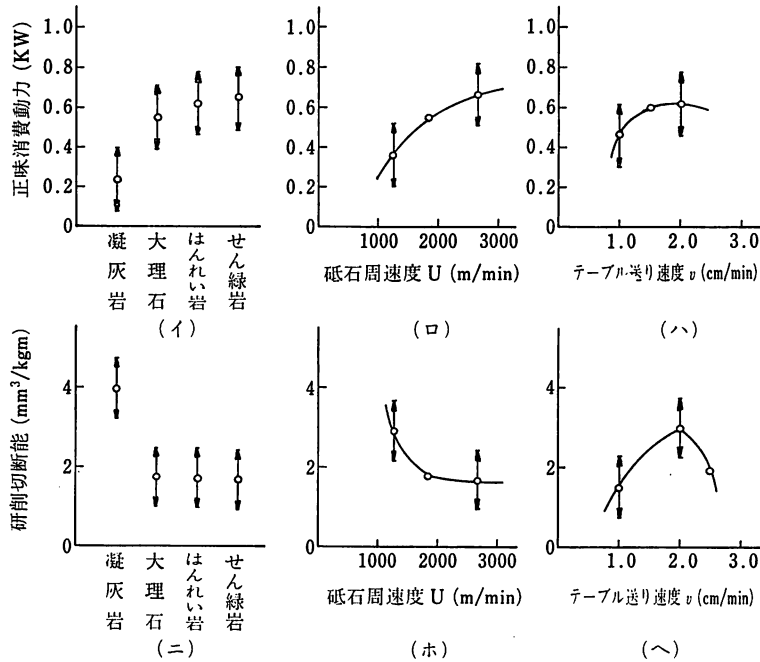 正味消費動力 (KW)
1.0
0.8
0.6
0.4
0.2
0
凝灰岩
大理石
はんれい岩
せん緑岩
(イ)
1.0
0.8
0.6
0.4
0.2
0
1000 2000 3000
砥石周速度 U (m/min)
(ロ)
1.0
0.8
0.6
0.4
0.2
0
1.0 2.0 3.0
テーブル送り速度 v (cm/min)
(ハ)
研削切断能 (mm³/kgm)
4
2
0
凝灰岩
大理石
はんれい岩
せん緑岩
(ニ)
4
2
0
1000 2000 3000
砥石周速度 U (m/min)
(ホ)
4
2
0
1.0 2.0 3.0
テーブル送り速度 v (cm/min)
(ヘ)